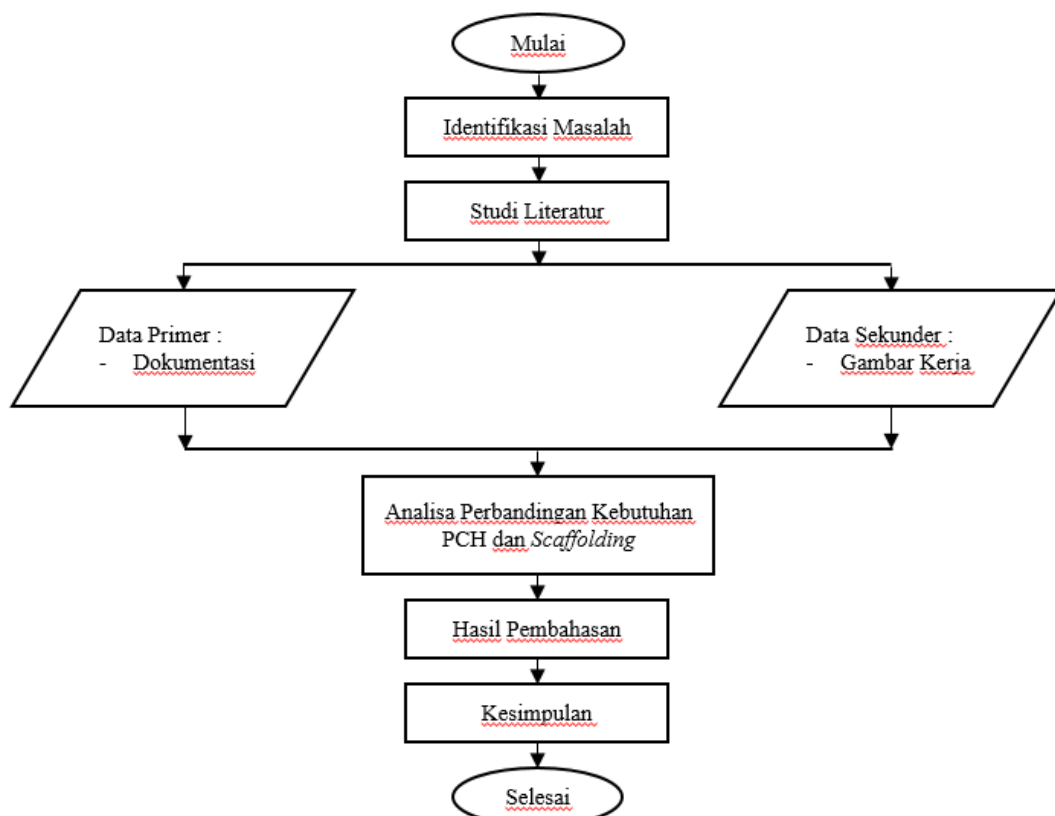 Mulai
Identifikasi Masalah
Studi Literatur
Data Primer :
- Dokumentasi
Data Sekunder :
- Gambar Kerja
Analisa Perbandingan Kebutuhan
PCH dan Scaffolding
Hasil Pembahasan
Kesimpulan
Selesai